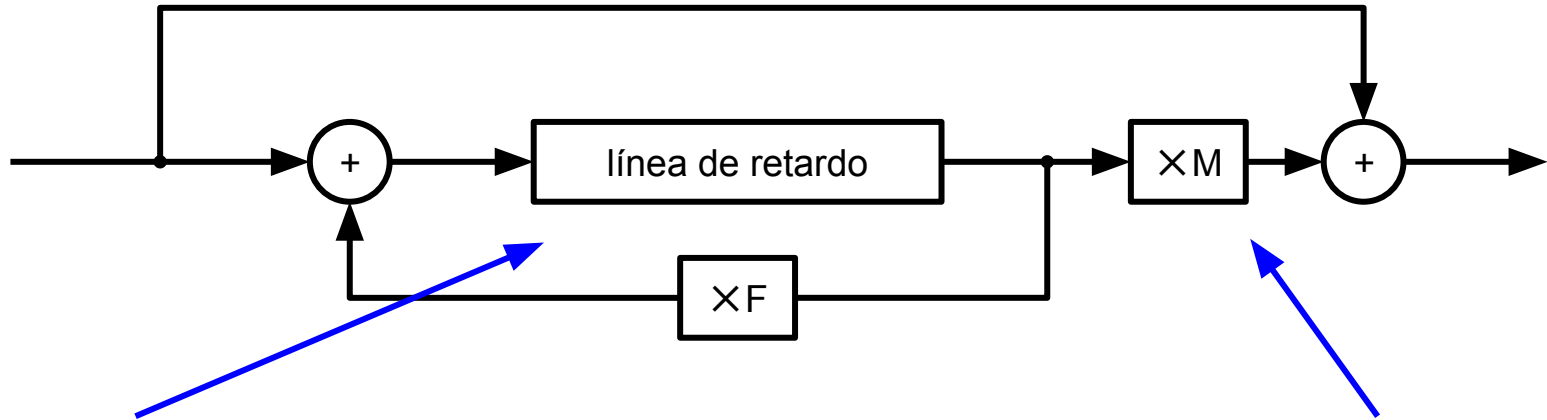 +
línea de retardo
×M
+
×F